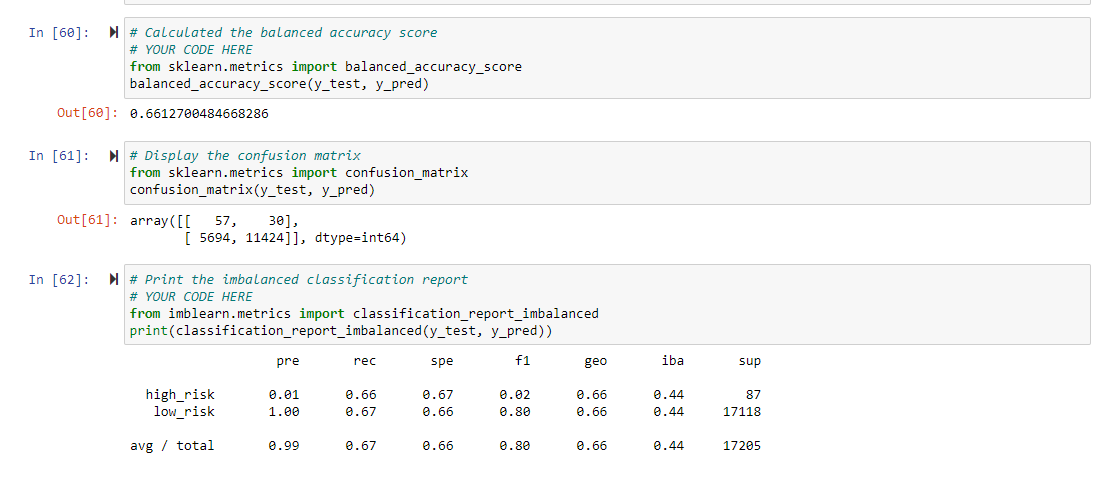 In [60]: # Calculated the balanced accuracy score
# YOUR CODE HERE
from sklearn.metrics import balanced_accuracy_score
balanced_accuracy_score(y_test, y_pred)
Out[60]: 0.6612700484668286
In [61]: # Display the confusion matrix
from sklearn.metrics import confusion_matrix
confusion_matrix(y_test, y_pred)
Out[61]: array([[   57,    30],
       [ 5694, 11424]], dtype=int64)
In [62]: # Print the imbalanced classification report
# YOUR CODE HERE
from imblearn.metrics import classification_report_imbalanced
print(classification_report_imbalanced(y_test, y_pred))
pre rec spe f1 geo iba sup
high_risk 0.01 0.66 0.67 0.02 0.66 0.44 87
low_risk 1.00 0.67 0.66 0.80 0.66 0.44 17118
avg / total 0.99 0.67 0.66 0.80 0.66 0.44 17205